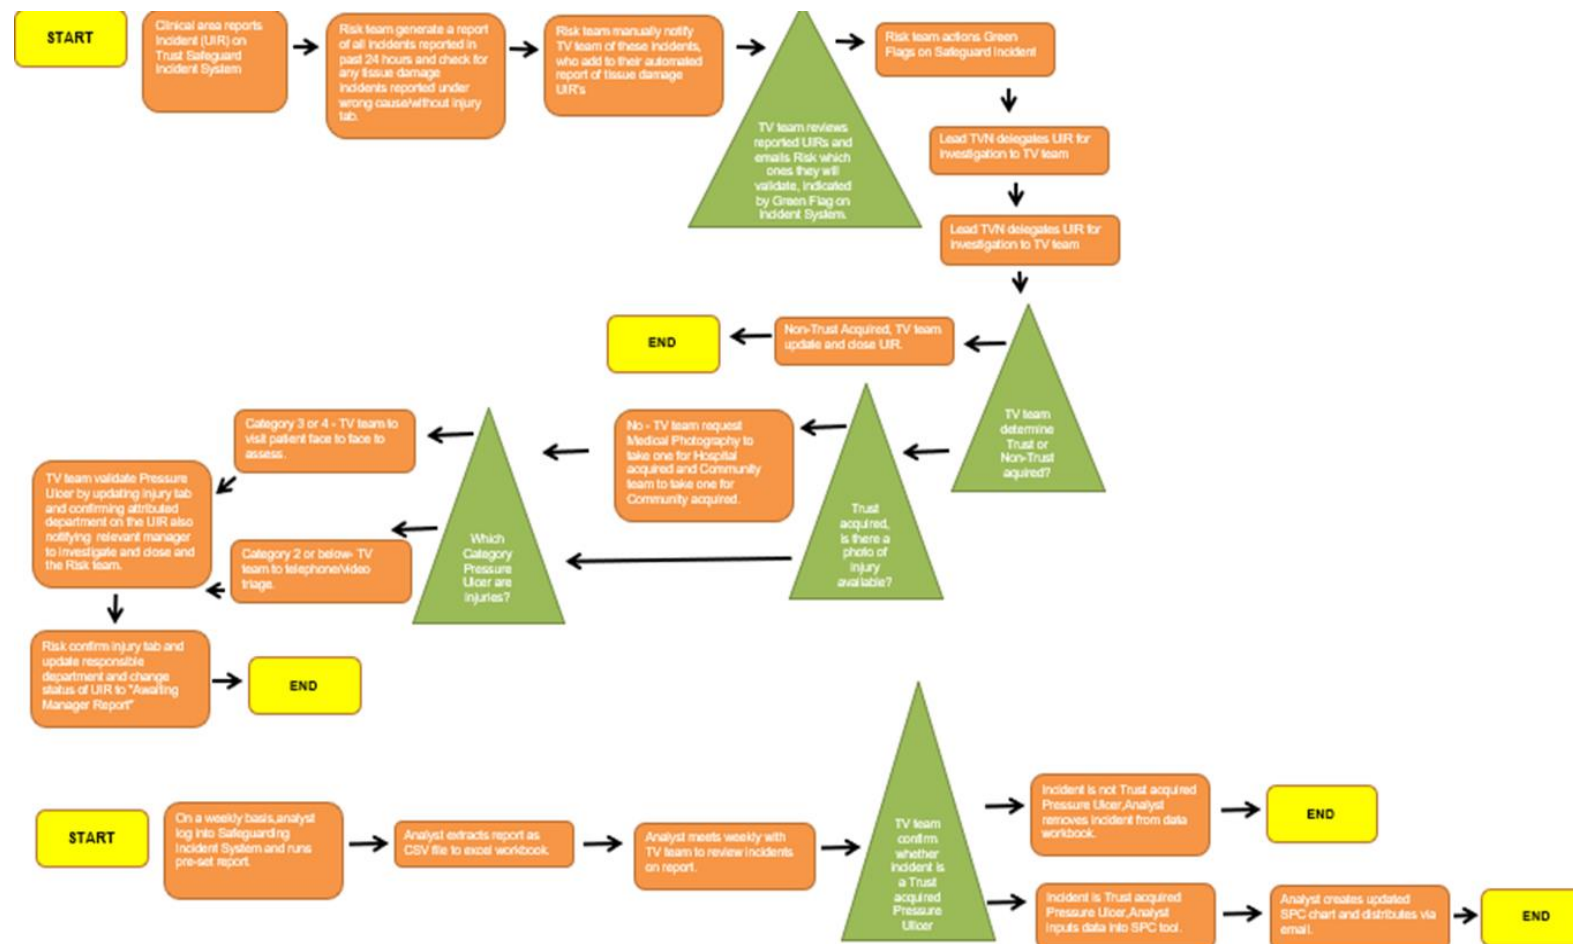 START
Clinical area reports
Incident (UIR) on
Trust Safeguard
Incident System
Risk team generate a report
of all incidents reported in
past 24 hours and check for
any tissue damage
incidents reported under
wrong cause/without injury
tab.
Risk team manually notify
TV team of these incidents,
who add to their automated
report of tissue damage
UIR's
TV team reviews
reported UIRs and
emails Risk which
ones they will
validate, indicated
by Green Flag on
Incident System.
Risk team actions Green
Flags on Safeguard Incident
Lead TVN delegates UIR for
investigation to TV team
Lead TVN delegates UIR for
investigation to TV team
TV team
determine
Trust or
Non-Trust
aquired?
Non-Trust Acquired, TV team
update and close UIR.
END
Trust
acquired,
is there a
photo of
injury
available?
No - TV team request
Medical Photography to
take one for Hospital
acquired and Community
team to take one for
Community acquired.
Which
Category
Pressure
Ulcer are
injuries?
Category 3 or 4 - TV team to
visit patient face to face to
assess.
Category 2 or below- TV
team to telephone/video
triage.
TV team validate Pressure
Ulcer by updating injury tab
and confirming attributed
department on the UIR also
notifying relevant manager
to investigate and close and
the Risk team.
Risk confirm injury tab and
update responsible
department and change
status of UIR to "Awaiting
Manager Report"
END
START
On a weekly basis,analyst
log into Safeguarding
Incident System and runs
pre-set report.
Analyst extracts report as
CSV file to excel workbook
Analyst meets weekly with
TV team to review incidents
on report.
TV team
confirm
whether
incident is
a Trust
acquired
Pressure
Ulcer
Incident is not Trust acquired
Pressure Ulcer,Analyst
removes incident from data
workbook.
END
Incident is Trust acquired
Pressure Ulcer,Analyst
inputs data into SPC tool.
Analyst creates updated
SPC chart and distributes via
email.
END